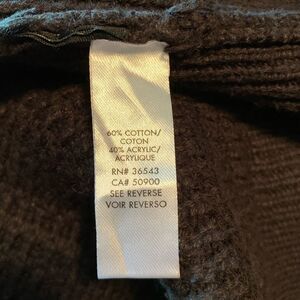 60% COTTON/
COTON
40% ACRYLIC/
ACRYLIQUE
RN# 36543
CA# 50900
SEE REVERSE
VOIR REVERSO